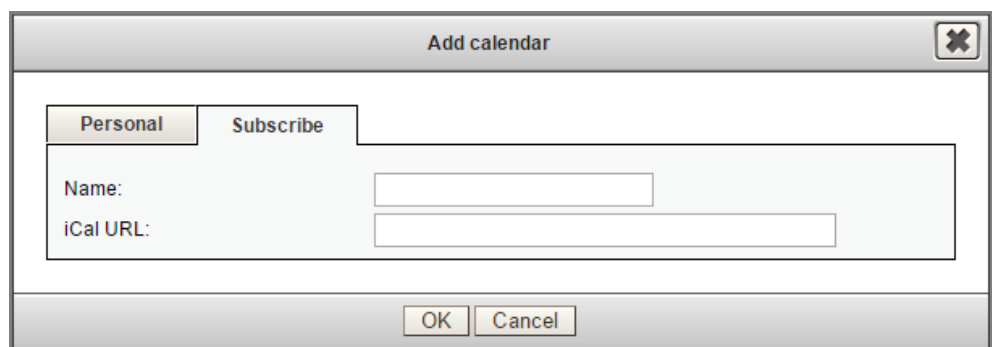 Add calendar
Personal Subscribe
Name:
iCal URL:
OK Cancel